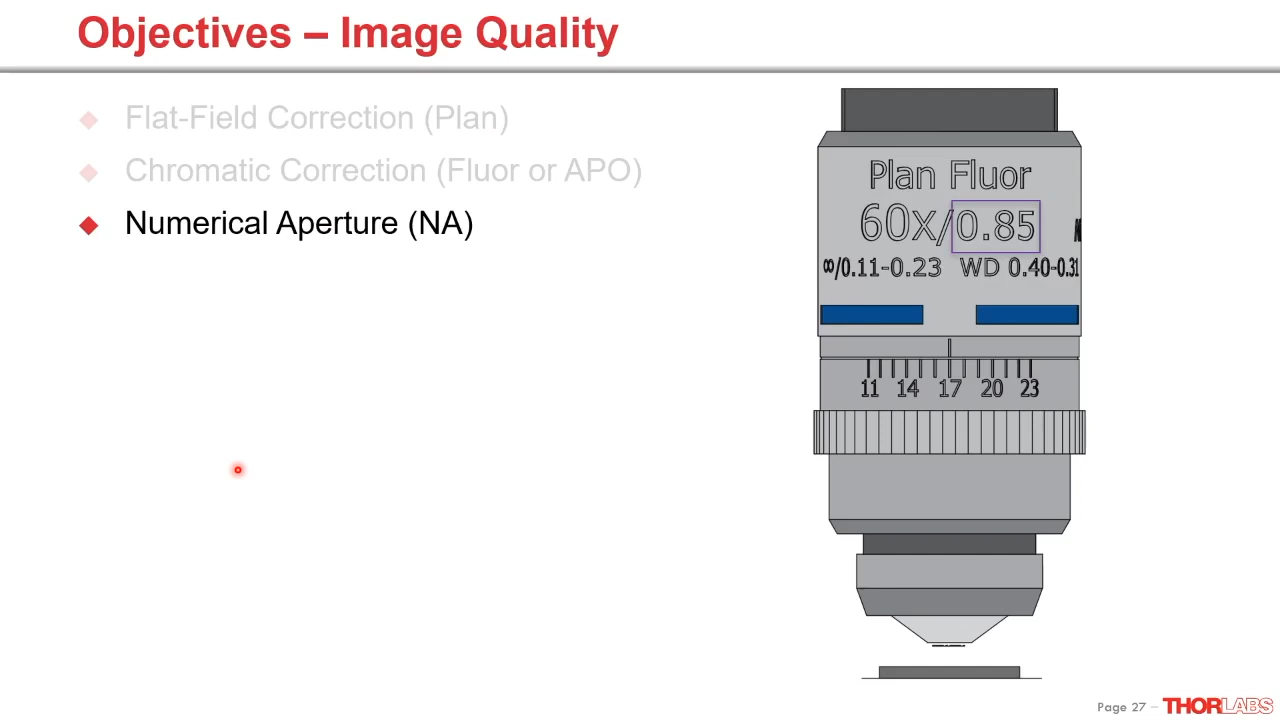 Objectives – Image Quality
Flat-Field Correction (Plan)
Chromatic Correction (Fluor or APO)
Numerical Aperture (NA)
Plan Fluor
60x/0.85
∞/0.11-0.23 WD 0.40-0.31
11 14 17 20 23
Page 27 – THORLABS